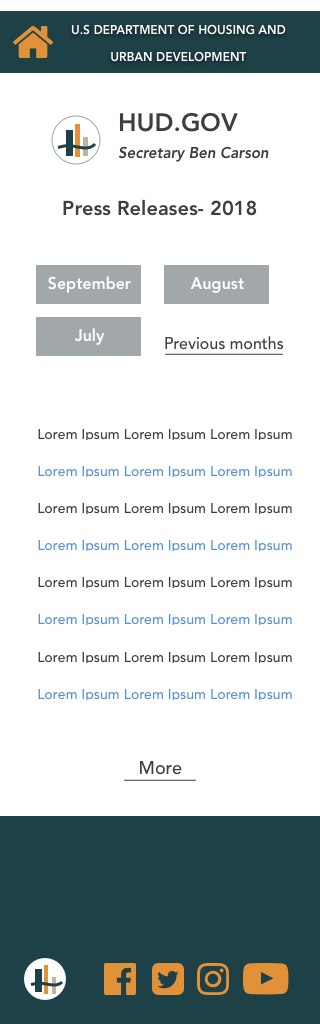 U.S DEPARTMENT OF HOUSING AND
URBAN DEVELOPMENT
HUD.GOV
Secretary Ben Carson
Press Releases- 2018
September
August
July
Previous months
Lorem Ipsum Lorem Ipsum Lorem Ipsum
Lorem Ipsum Lorem Ipsum Lorem Ipsum
Lorem Ipsum Lorem Ipsum Lorem Ipsum
Lorem Ipsum Lorem Ipsum Lorem Ipsum
Lorem Ipsum Lorem Ipsum Lorem Ipsum
Lorem Ipsum Lorem Ipsum Lorem Ipsum
Lorem Ipsum Lorem Ipsum Lorem Ipsum
Lorem Ipsum Lorem Ipsum Lorem Ipsum
More